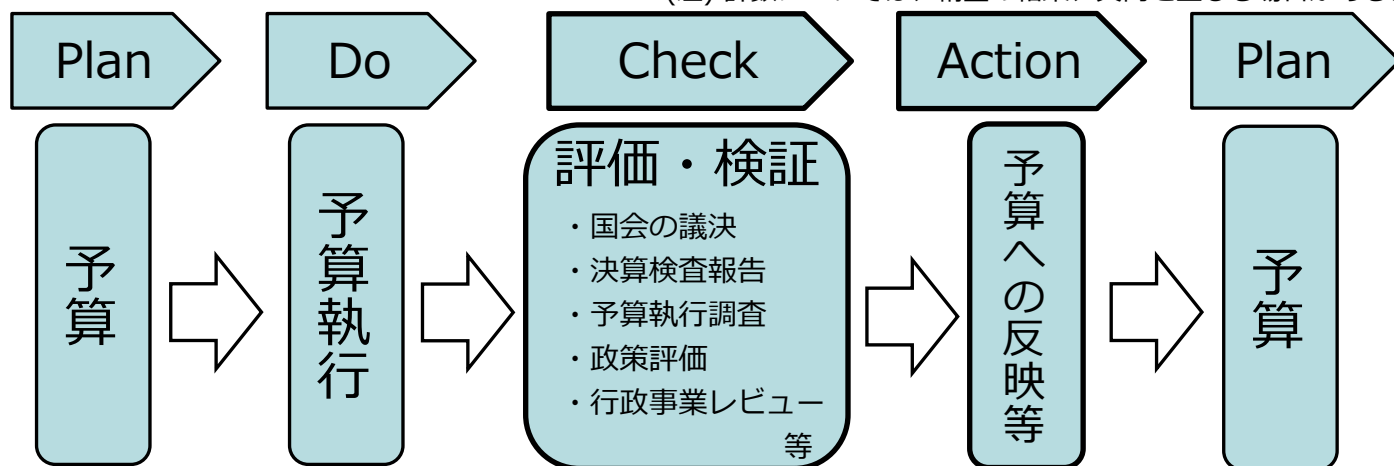 Plan
Do
Check
Action
Plan
予算
予算執行
評価・検証
・国会の議決
・決算検査報告
・予算執行調査
・政策評価
・行政事業レビュー
等
予算への反映等
予算